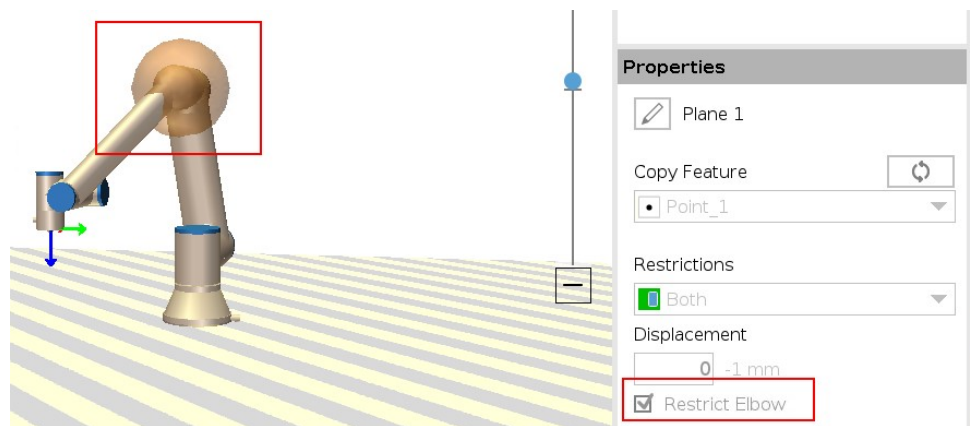 Properties
Plane 1
Copy Feature
Point_1
Restrictions
Both
Displacement
0 -1 mm
Restrict Elbow